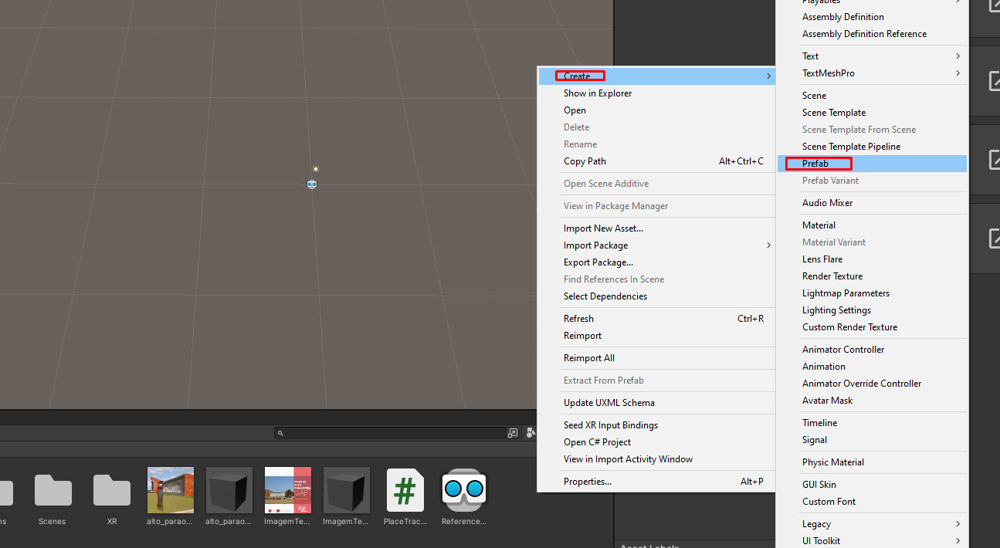 Playables
Assembly Definition
Assembly Definition Reference
Text
TextMeshPro
Scene
Scene Template
Scene Template From Scene
Scene Template Pipeline
Prefab
Prefab Variant
Audio Mixer
Material
Material Variant
Lens Flare
Render Texture
Lightmap Parameters
Lighting Settings
Custom Render Texture
Animator Controller
Animation
Animator Override Controller
Avatar Mask
Timeline
Signal
Physic Material
GUI Skin
Custom Font
Legacy
UI Toolkit
Create
Show in Explorer
Open
Delete
Rename
Copy Path Alt+Ctrl+C
Open Scene Additive
View in Package Manager
Import New Asset...
Import Package
Export Package...
Find References In Scene
Select Dependencies
Refresh Ctrl+R
Reimport
Reimport All
Extract From Prefab
Update UXML Schema
Seed XR Input Bindings
Open C# Project
View in Import Activity Window
Properties... Alt+P
Scenes
XR
alto_parao...
alto_parao...
ImagemTe...
ImagemTe...
PlaceTrac...
Reference...
Asset Labels